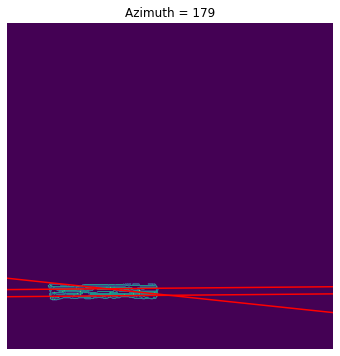 Azimuth = 179